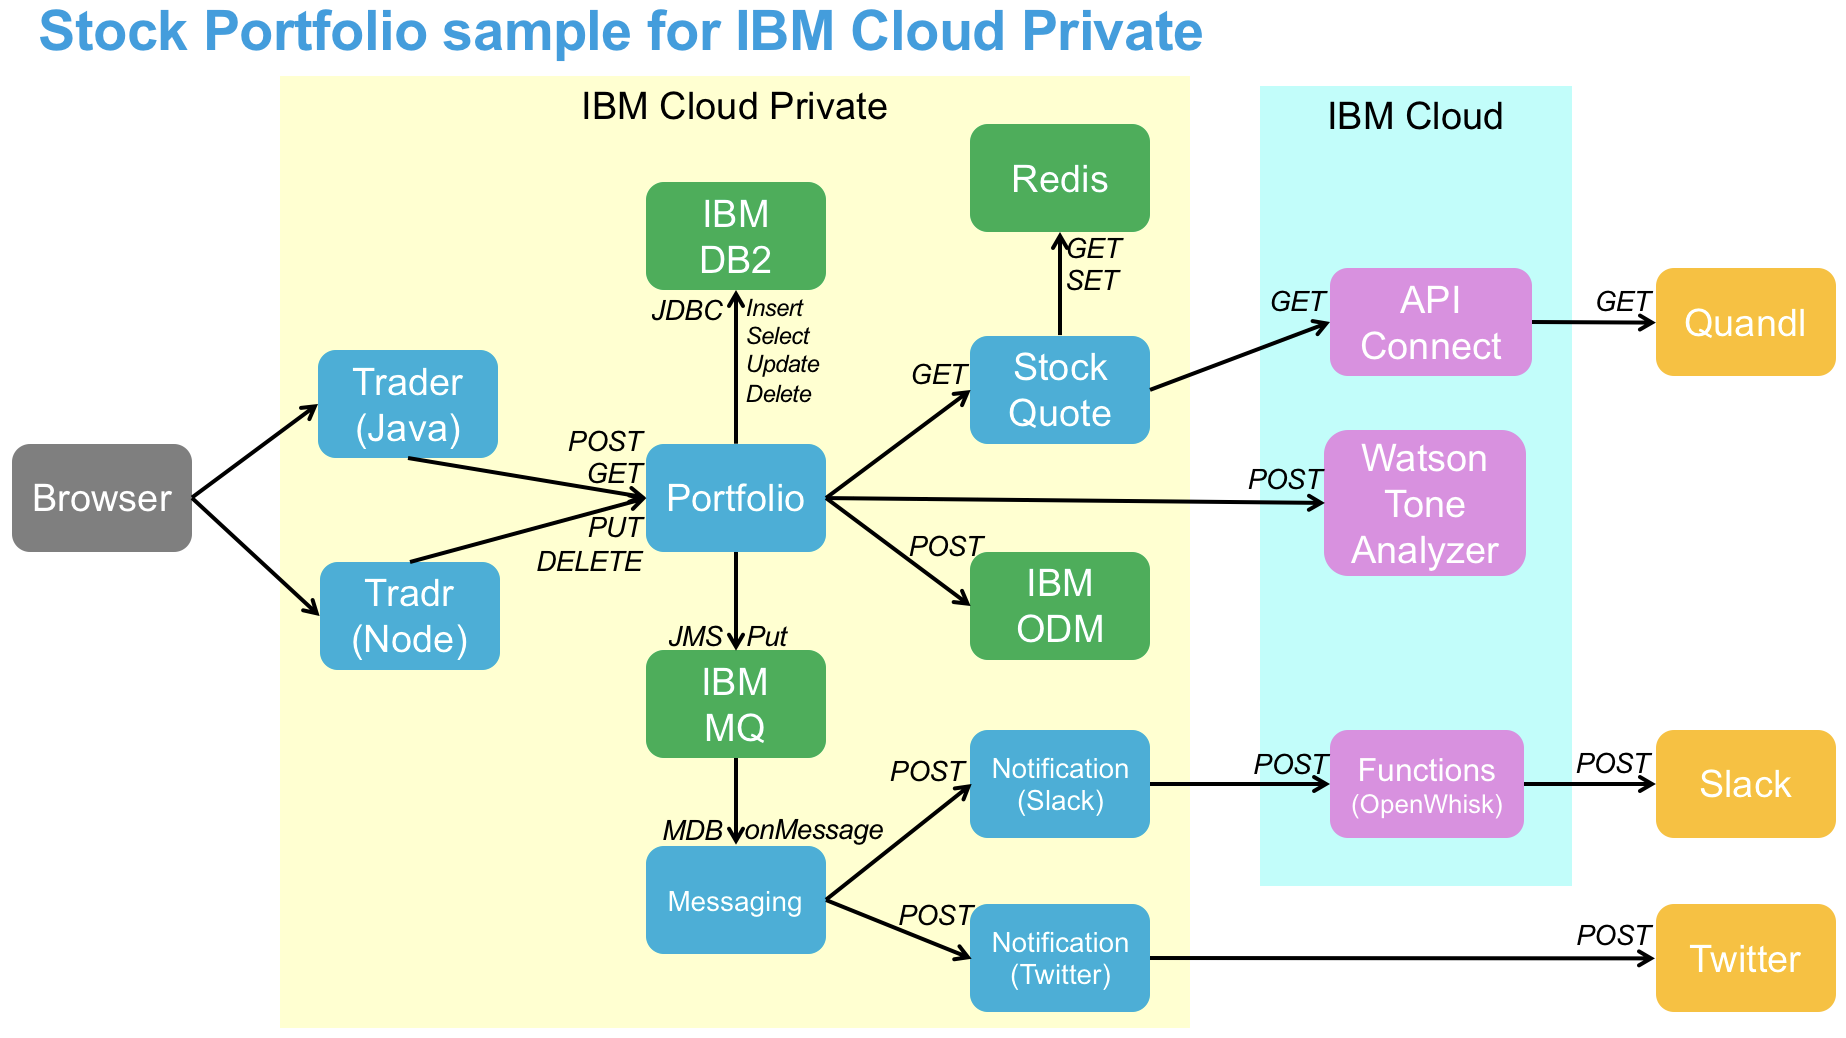 Stock Portfolio sample for IBM Cloud Private
IBM Cloud Private
IBM Cloud
Redis
IBM
DB2
GET
SET
JDBC
Insert
Select
Update
Delete
GET
API
Connect
GET
Quandl
Trader
(Java)
GET
Stock
Quote
Browser
POST
GET
PUT
DELETE
Portfolio
POST
Watson
Tone
Analyzer
Tradr
(Node)
POST
IBM
ODM
JMS
Put
IBM
MQ
POST
Notification
(Slack)
POST
Functions
(OpenWhisk)
POST
Slack
MDB
onMessage
Messaging
POST
Notification
(Twitter)
POST
Twitter